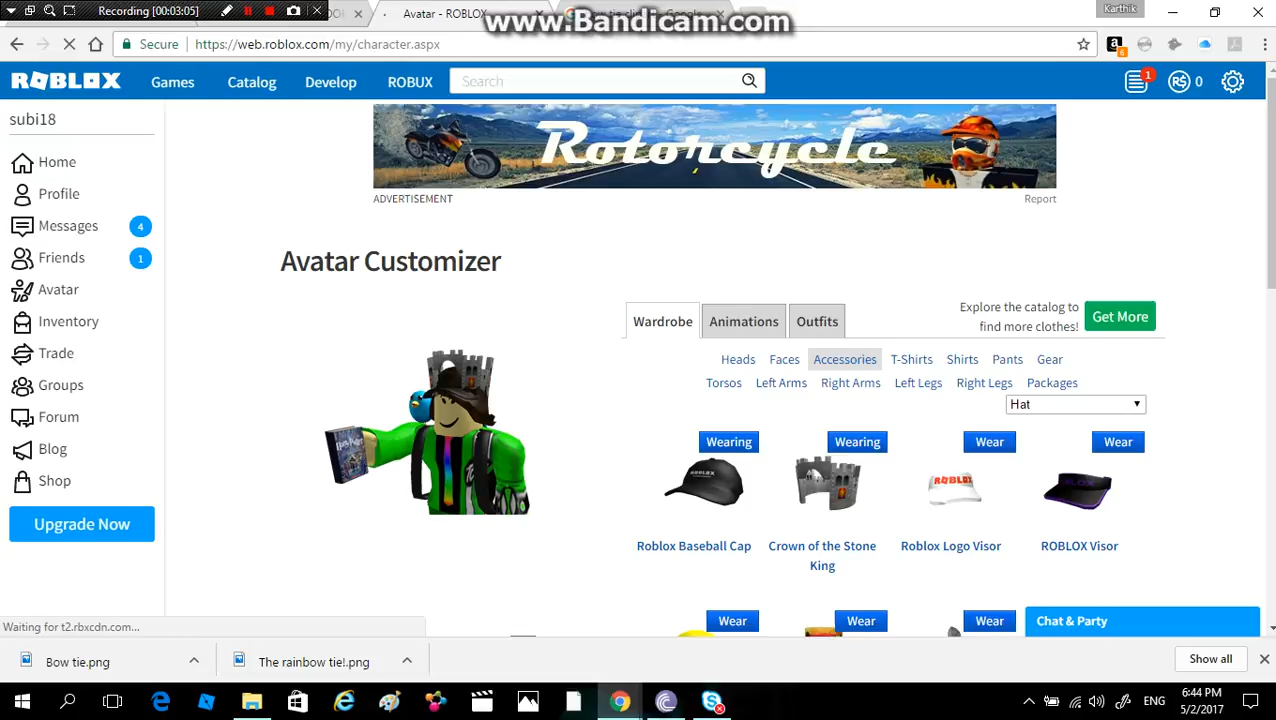 Recording [00:03:05]
www.Bandicam.com
Karthik
Avatar - ROBLOX
Secure
https://web.roblox.com/my/character.aspx
6
ROBLOX
Games
Catalog
Develop
ROBUX
Search
1
R$ 0
subi18
Rotorcycle
ADVERTISEMENT
Report
Home
Profile
Messages 4
Friends 1
Avatar
Inventory
Trade
Groups
Forum
Blog
Shop
Upgrade Now
Avatar Customizer
Wardrobe
Animations
Outfits
Explore the catalog to
find more clothes!
Get More
Heads Faces Accessories T-Shirts Shirts Pants Gear
Torsos Left Arms Right Arms Left Legs Right Legs Packages
Hat
Wearing Wearing Wear Wear
ROBLOX
Roblox Baseball Cap
Crown of the Stone
King
Roblox Logo Visor
ROBLOX Visor
Wear Wear Wear
Waiting for t2.rbxcdn.com...
Chat & Party
Bow tie.png
The rainbow tie!.png
Show all
ENG
6:44 PM
5/2/2017